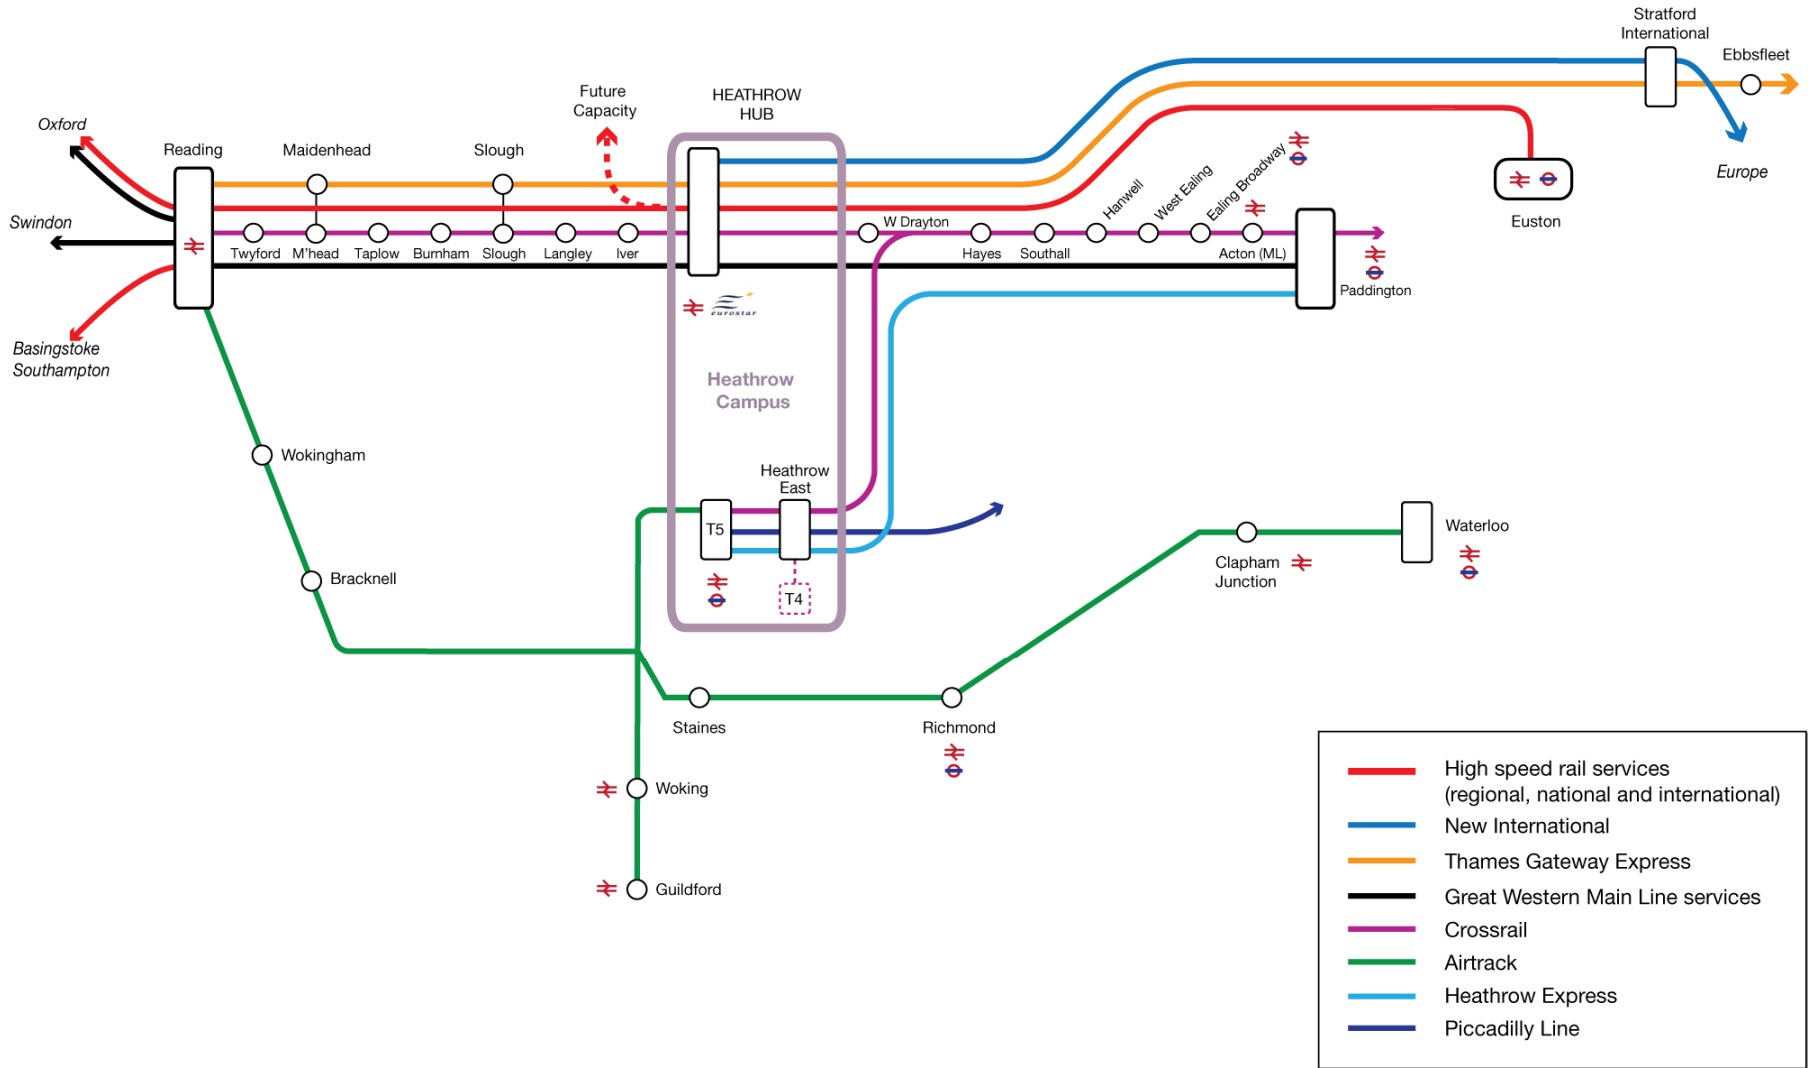 Stratford
International
Ebbsfleet
Future
Capacity
HEATHROW
HUB
Oxford
Reading
Maidenhead
Slough
Europe
Swindon
Euston
Twyford
M'head
Taplow
Burnham
Slough
Langley
Iver
W Drayton
Hayes
Southall
Hanwell
West Ealing
Ealing Broadway
Acton (ML)
Paddington
eurostar
Basingstoke
Southampton
Heathrow
Campus
Wokingham
Heathrow
East
T5
T4
Bracknell
Clapham
Junction
Waterloo
Staines
Richmond
Woking
Guildford
High speed rail services
(regional, national and international)
New International
Thames Gateway Express
Great Western Main Line services
Crossrail
Airtrack
Heathrow Express
Piccadilly Line